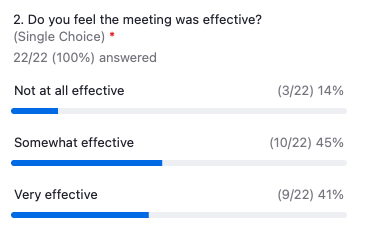 2. Do you feel the meeting was effective?
(Single Choice) *
22/22 (100%) answered
Not at all effective (3/22) 14%
Somewhat effective (10/22) 45%
Very effective (9/22) 41%